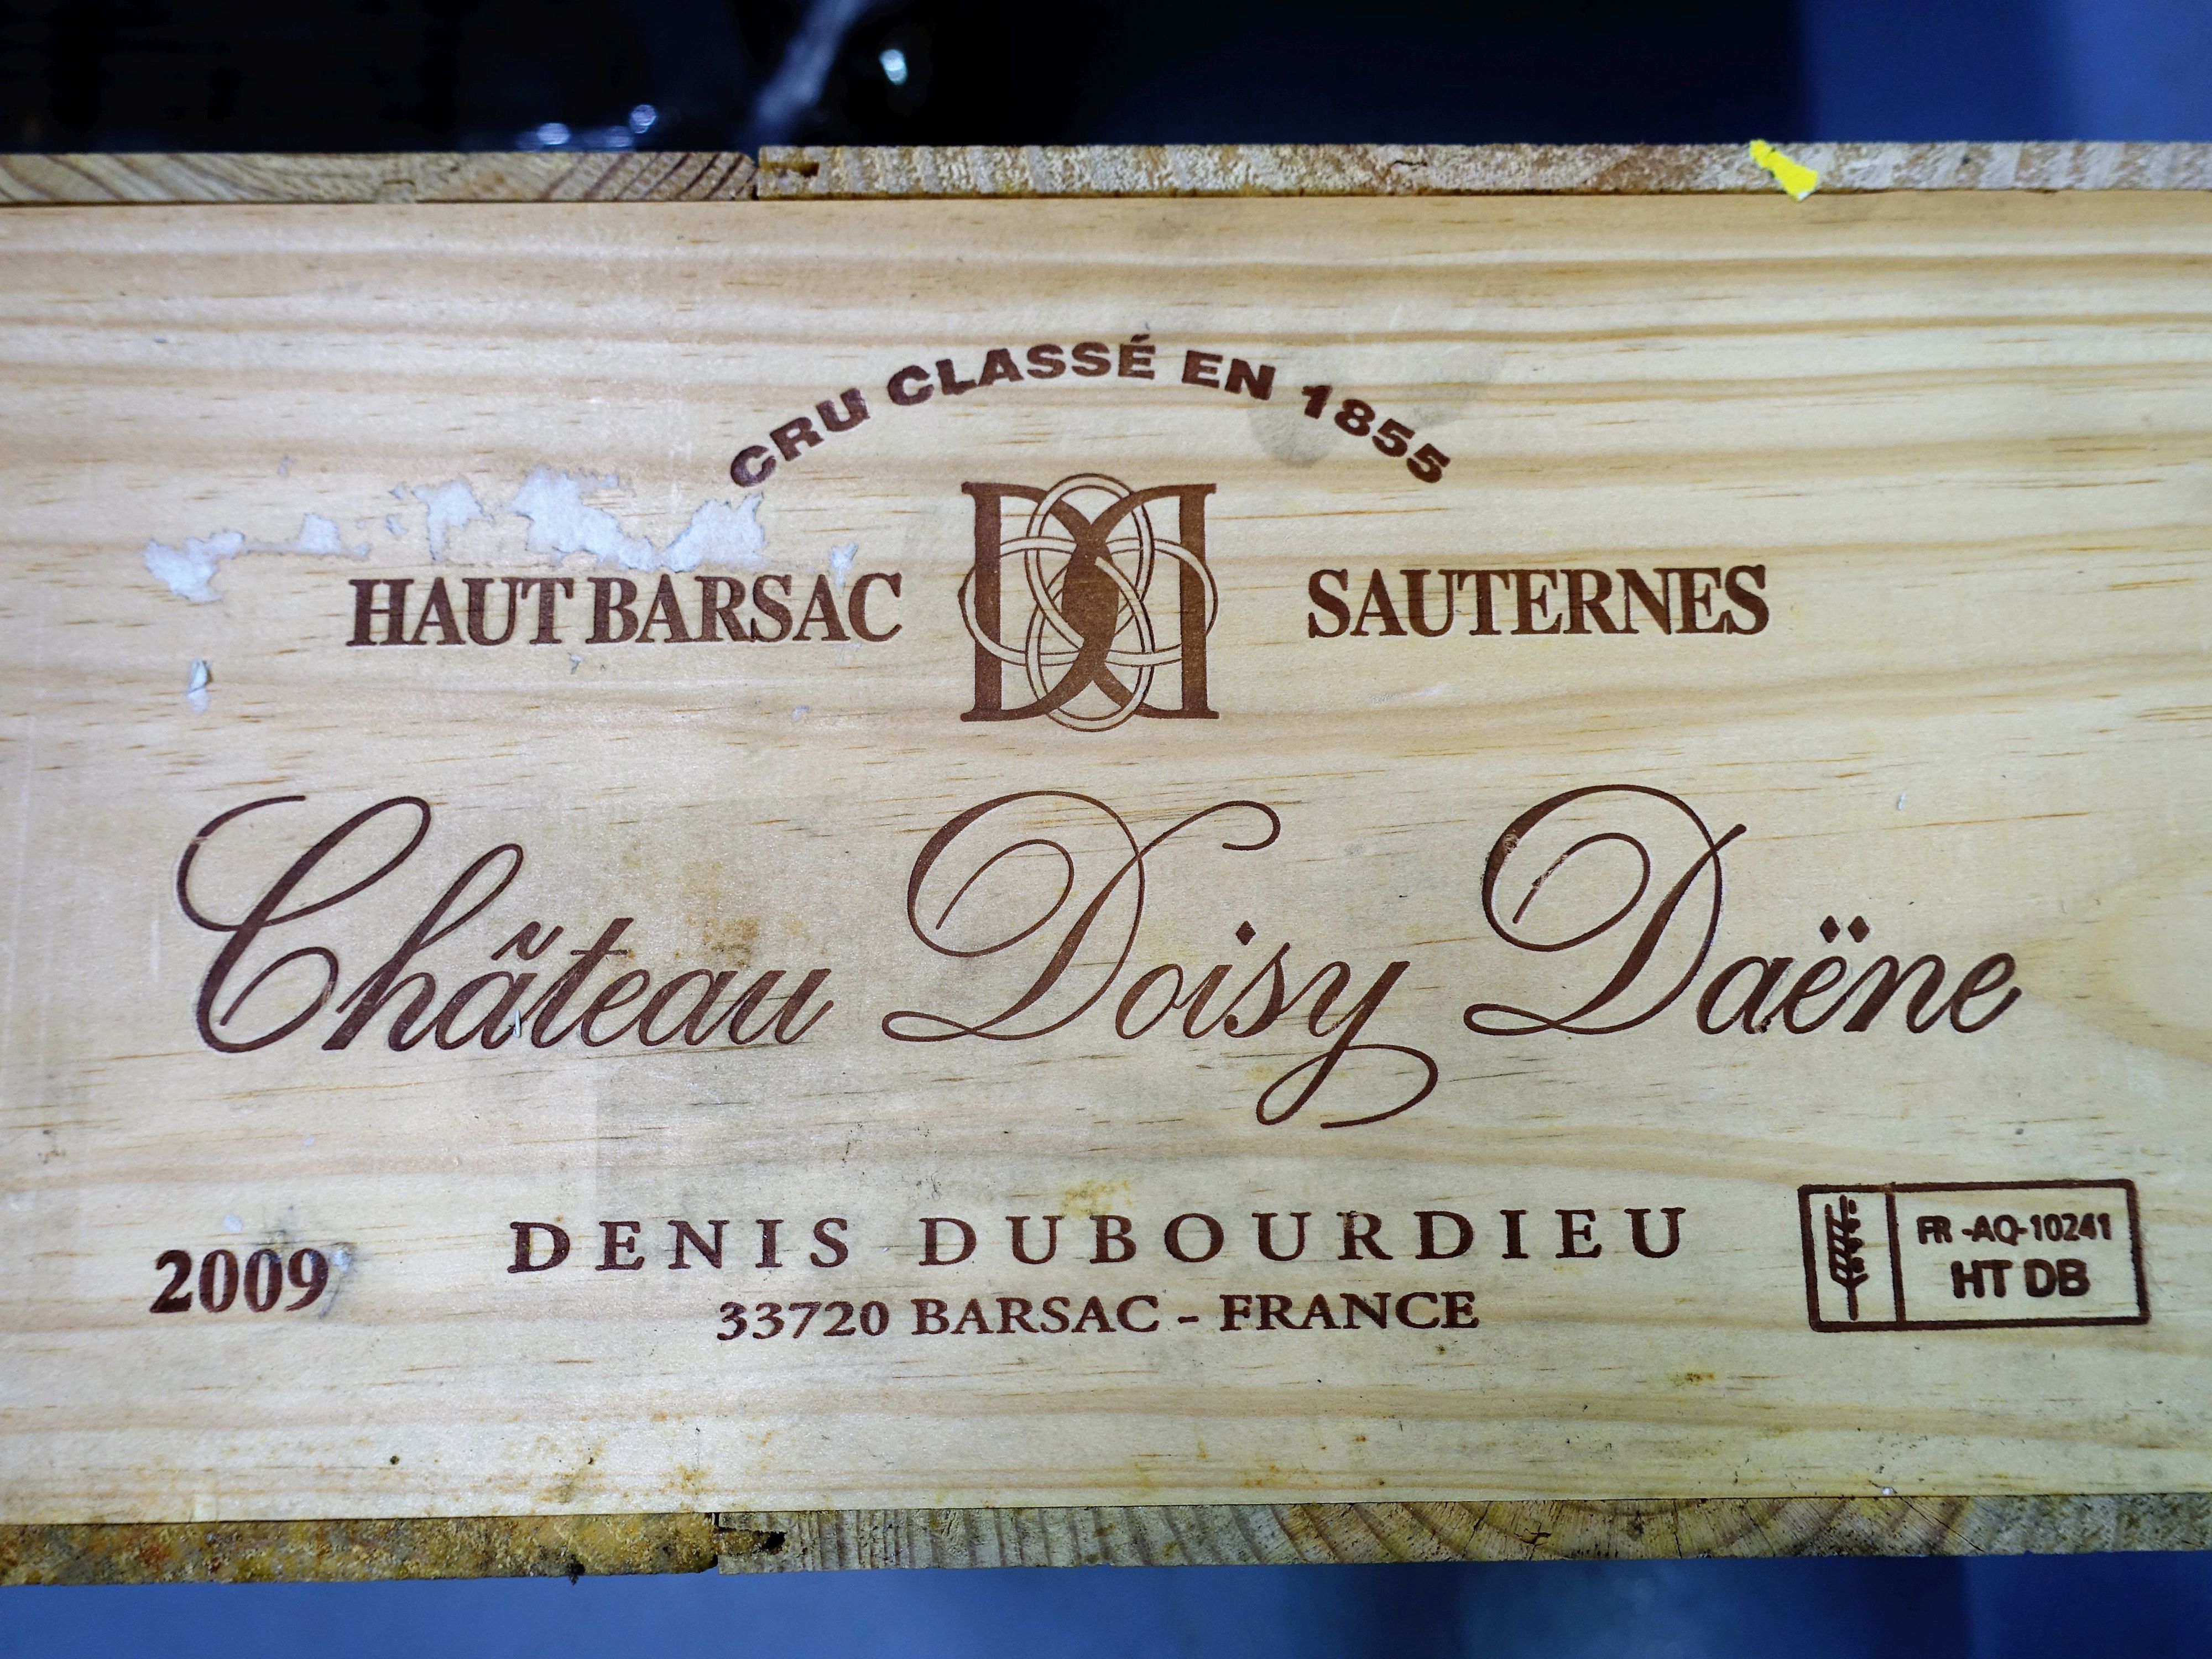 CRU CLASSÉ EN 1855
HAUT BARSAC DD SAUTERNES
Château Doisy Daëne
2009
DENIS DUBOURDIEU
33720 BARSAC - FRANCE
FR-AQ-10241
HT DB